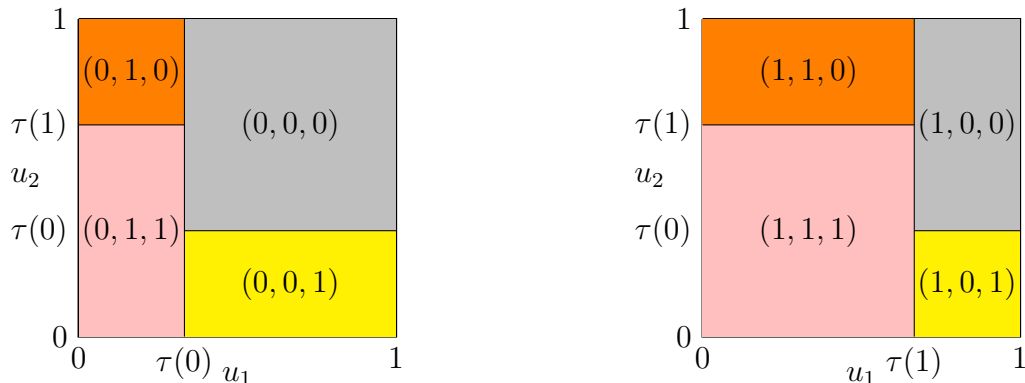 1
(0, 1, 0)
τ(1)
(0, 0, 0)
u₂
τ(0)
(0, 1, 1)
(0, 0, 1)
0
0
τ(0)
u₁
1
1
(1, 1, 0)
τ(1)
(1, 0, 0)
u₂
τ(0)
(1, 1, 1)
(1, 0, 1)
0
0
u₁
τ(1)
1